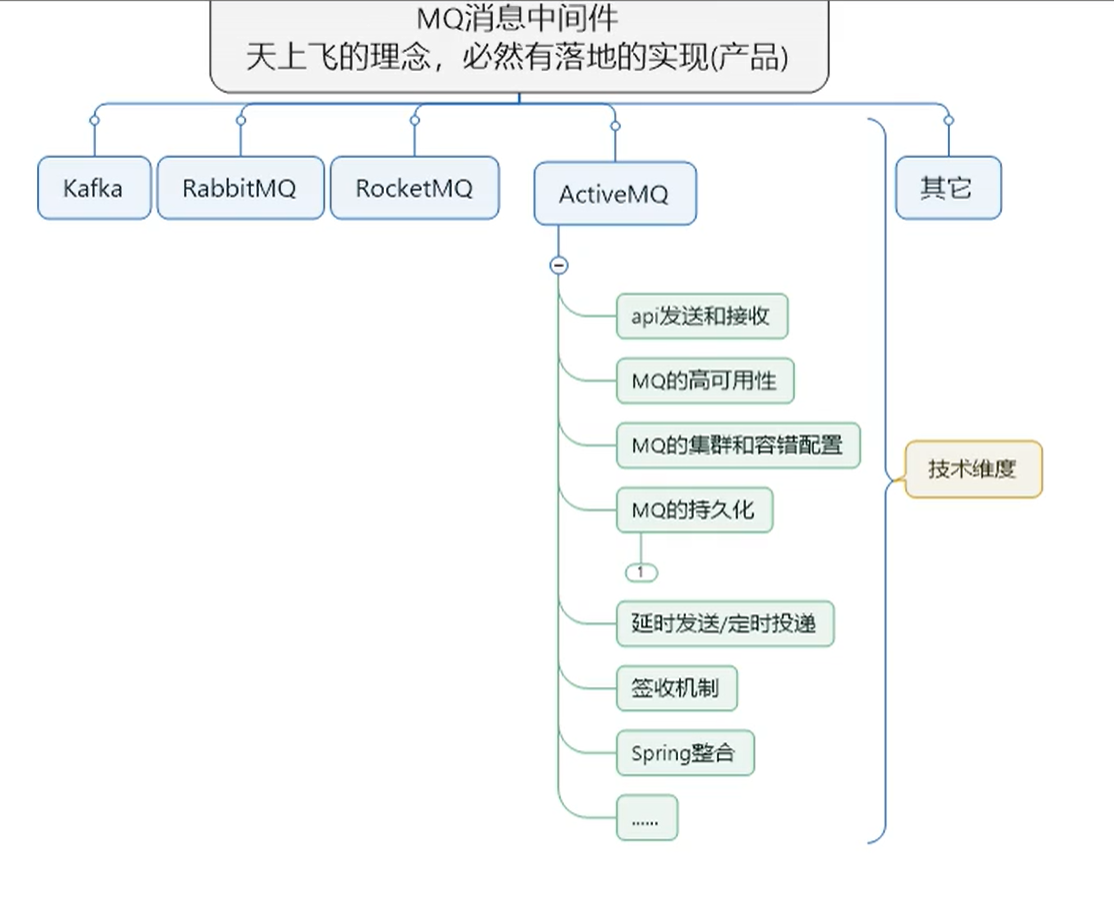 MQ消息中间件
天上飞的理念，必然有落地的实现(产品)
Kafka
RabbitMQ
RocketMQ
ActiveMQ
其它
api发送和接收
MQ的高可用性
MQ的集群和容错配置
MQ的持久化
1
延时发送/定时投递
签收机制
Spring整合
......
技术维度